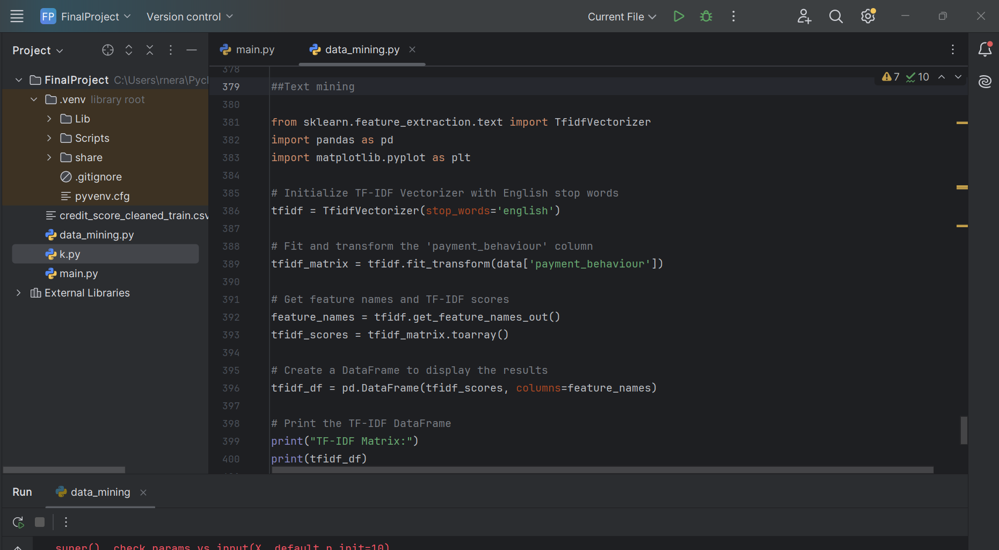 FP FinalProject Version control Current File
Project
main.py data_mining.py
FinalProject C:\Users\rnera\Pycl
.venv library root
Lib
Scripts
share
.gitignore
pyvenv.cfg
credit_score_cleaned_train.csv
data_mining.py
k.py
main.py
External Libraries
7 10
378
379 ##Text mining
380
381 from sklearn.feature_extraction.text import TfidfVectorizer
382 import pandas as pd
383 import matplotlib.pyplot as plt
384
385 # Initialize TF-IDF Vectorizer with English stop words
386 tfidf = TfidfVectorizer(stop_words='english')
387
388 # Fit and transform the 'payment_behaviour' column
389 tfidf_matrix = tfidf.fit_transform(data['payment_behaviour'])
390
391 # Get feature names and TF-IDF scores
392 feature_names = tfidf.get_feature_names_out()
393 tfidf_scores = tfidf_matrix.toarray()
394
395 # Create a DataFrame to display the results
396 tfidf_df = pd.DataFrame(tfidf_scores, columns=feature_names)
397
398 # Print the TF-IDF DataFrame
399 print("TF-IDF Matrix:")
400 print(tfidf_df)
Run data_mining
super()._check_params_vs_input(X, default_n_init=10)